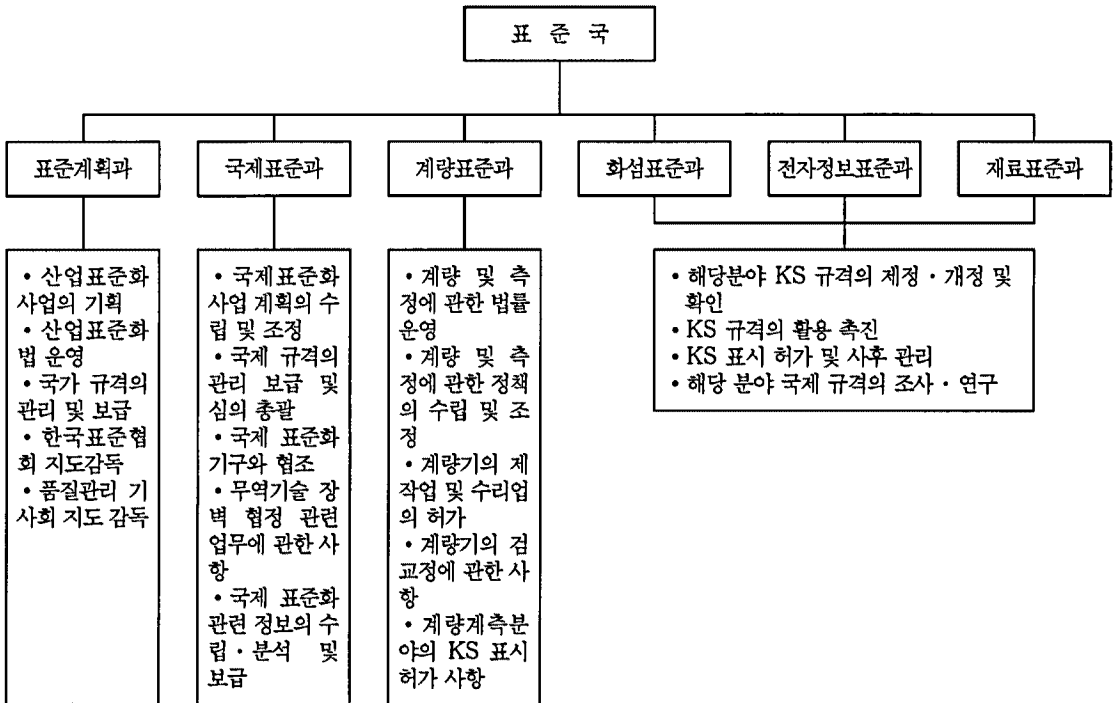 표 준 국
표준계획과
국제표준과
계량표준과
화섬표준과
전자정보표준과
재료표준과
• 산업표준화
사업의 기획
• 산업표준화
법 운영
• 국가 규격의
관리 및 보급
• 한국표준협
회 지도감독
• 품질관리 기
사회 지도 감독
• 국제표준화
사업 계획의 수
립 및 조정
• 국제 규격의
관리 보급 및
심의 총괄
• 국제 표준화
기구와 협조
• 무역기술 장
벽 협정 관련
업무에 관한 사
항
• 국제 표준화
관련 정보의 수
립 · 분석 및
보급
• 계량 및 측
정에 관한 법률
운영
• 계량 및 측
정에 관한 정책
의 수립 및 조
정
• 계량기의 제
작업 및 수리업
의 허가
• 계량기의 검
교정에 관한 사
항
• 계량계측분
야의 KS 표시
허가 사항
• 해당분야 KS 규격의 제정 · 개정 및
확인
• KS 규격의 활용 촉진
• KS 표시 허가 및 사후 관리
• 해당 분야 국제 규격의 조사 · 연구